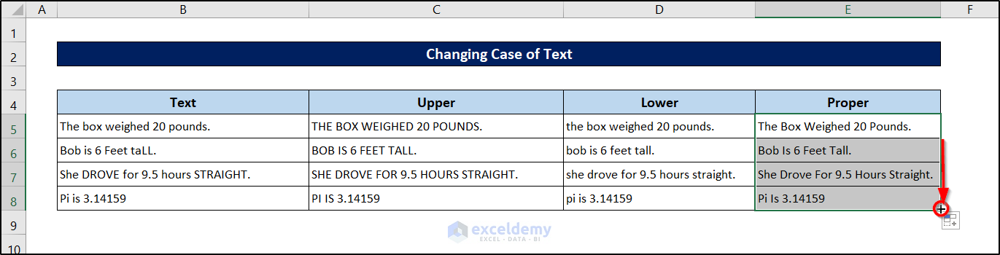 A B C D E F
1
2 Changing Case of Text
3
4 Text Upper Lower Proper
5 The box weighed 20 pounds. THE BOX WEIGHED 20 POUNDS. the box weighed 20 pounds. The Box Weighed 20 Pounds.
6 Bob is 6 Feet taLL. BOB IS 6 FEET TALL. bob is 6 feet tall. Bob Is 6 Feet Tall.
7 She DROVE for 9.5 hours STRAIGHT. SHE DROVE FOR 9.5 HOURS STRAIGHT. she drove for 9.5 hours straight. She Drove For 9.5 Hours Straight.
8 Pi is 3.14159 PI IS 3.14159 pi is 3.14159 Pi Is 3.14159
9
exceldemy
EXCEL - DATA - BI
10